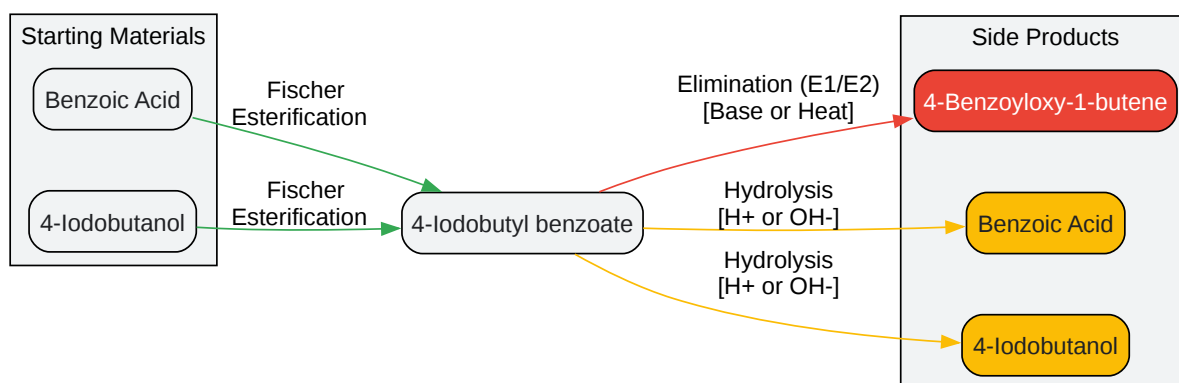 Starting Materials
Benzoic Acid
4-Iodobutanol
Fischer
Esterification
Fischer
Esterification
4-Iodobutyl benzoate
Elimination (E1/E2)
[Base or Heat]
Hydrolysis
[H+ or OH-]
Hydrolysis
[H+ or OH-]
Side Products
4-Benzoyloxy-1-butene
Benzoic Acid
4-Iodobutanol